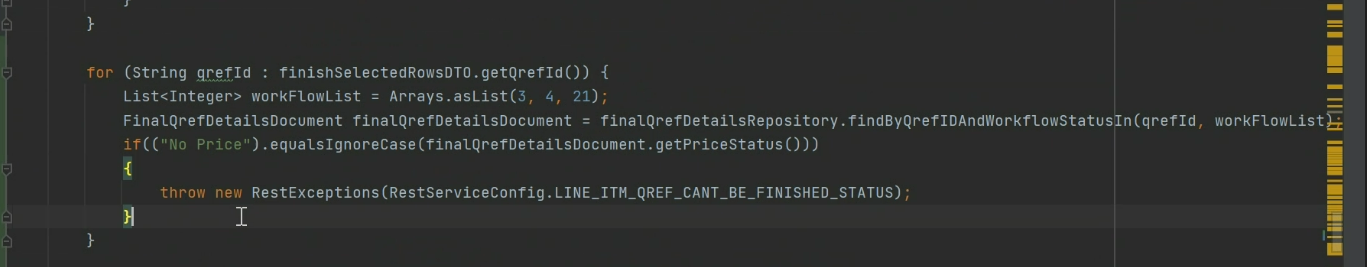 }
}
for (String qrefId : finishSelectedRowsDTO.getQrefId()) {
List<Integer> workFlowList = Arrays.asList(3, 4, 21);
FinalQrefDetailsDocument finalQrefDetailsDocument = finalQrefDetailsRepository.findByQrefIDAndWorkflowStatusIn(qrefId, workFlowList);
if(("No Price").equalsIgnoreCase(finalQrefDetailsDocument.getPriceStatus()))
{
throw new RestExceptions(RestServiceConfig.LINE_ITM_QREF_CANT_BE_FINISHED_STATUS);
}
}